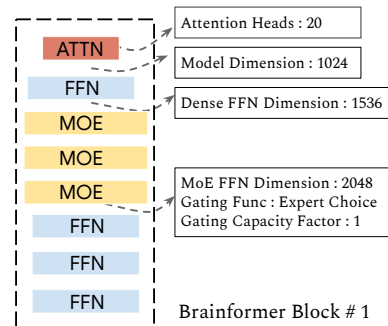 Attention Heads : 20
ATTN
Model Dimension : 1024
FFN
Dense FFN Dimension : 1536
MOE
MOE
MOE
MoE FFN Dimension : 2048
Gating Func : Expert Choice
Gating Capacity Factor : 1
FFN
FFN
FFN
Brainformer Block # 1